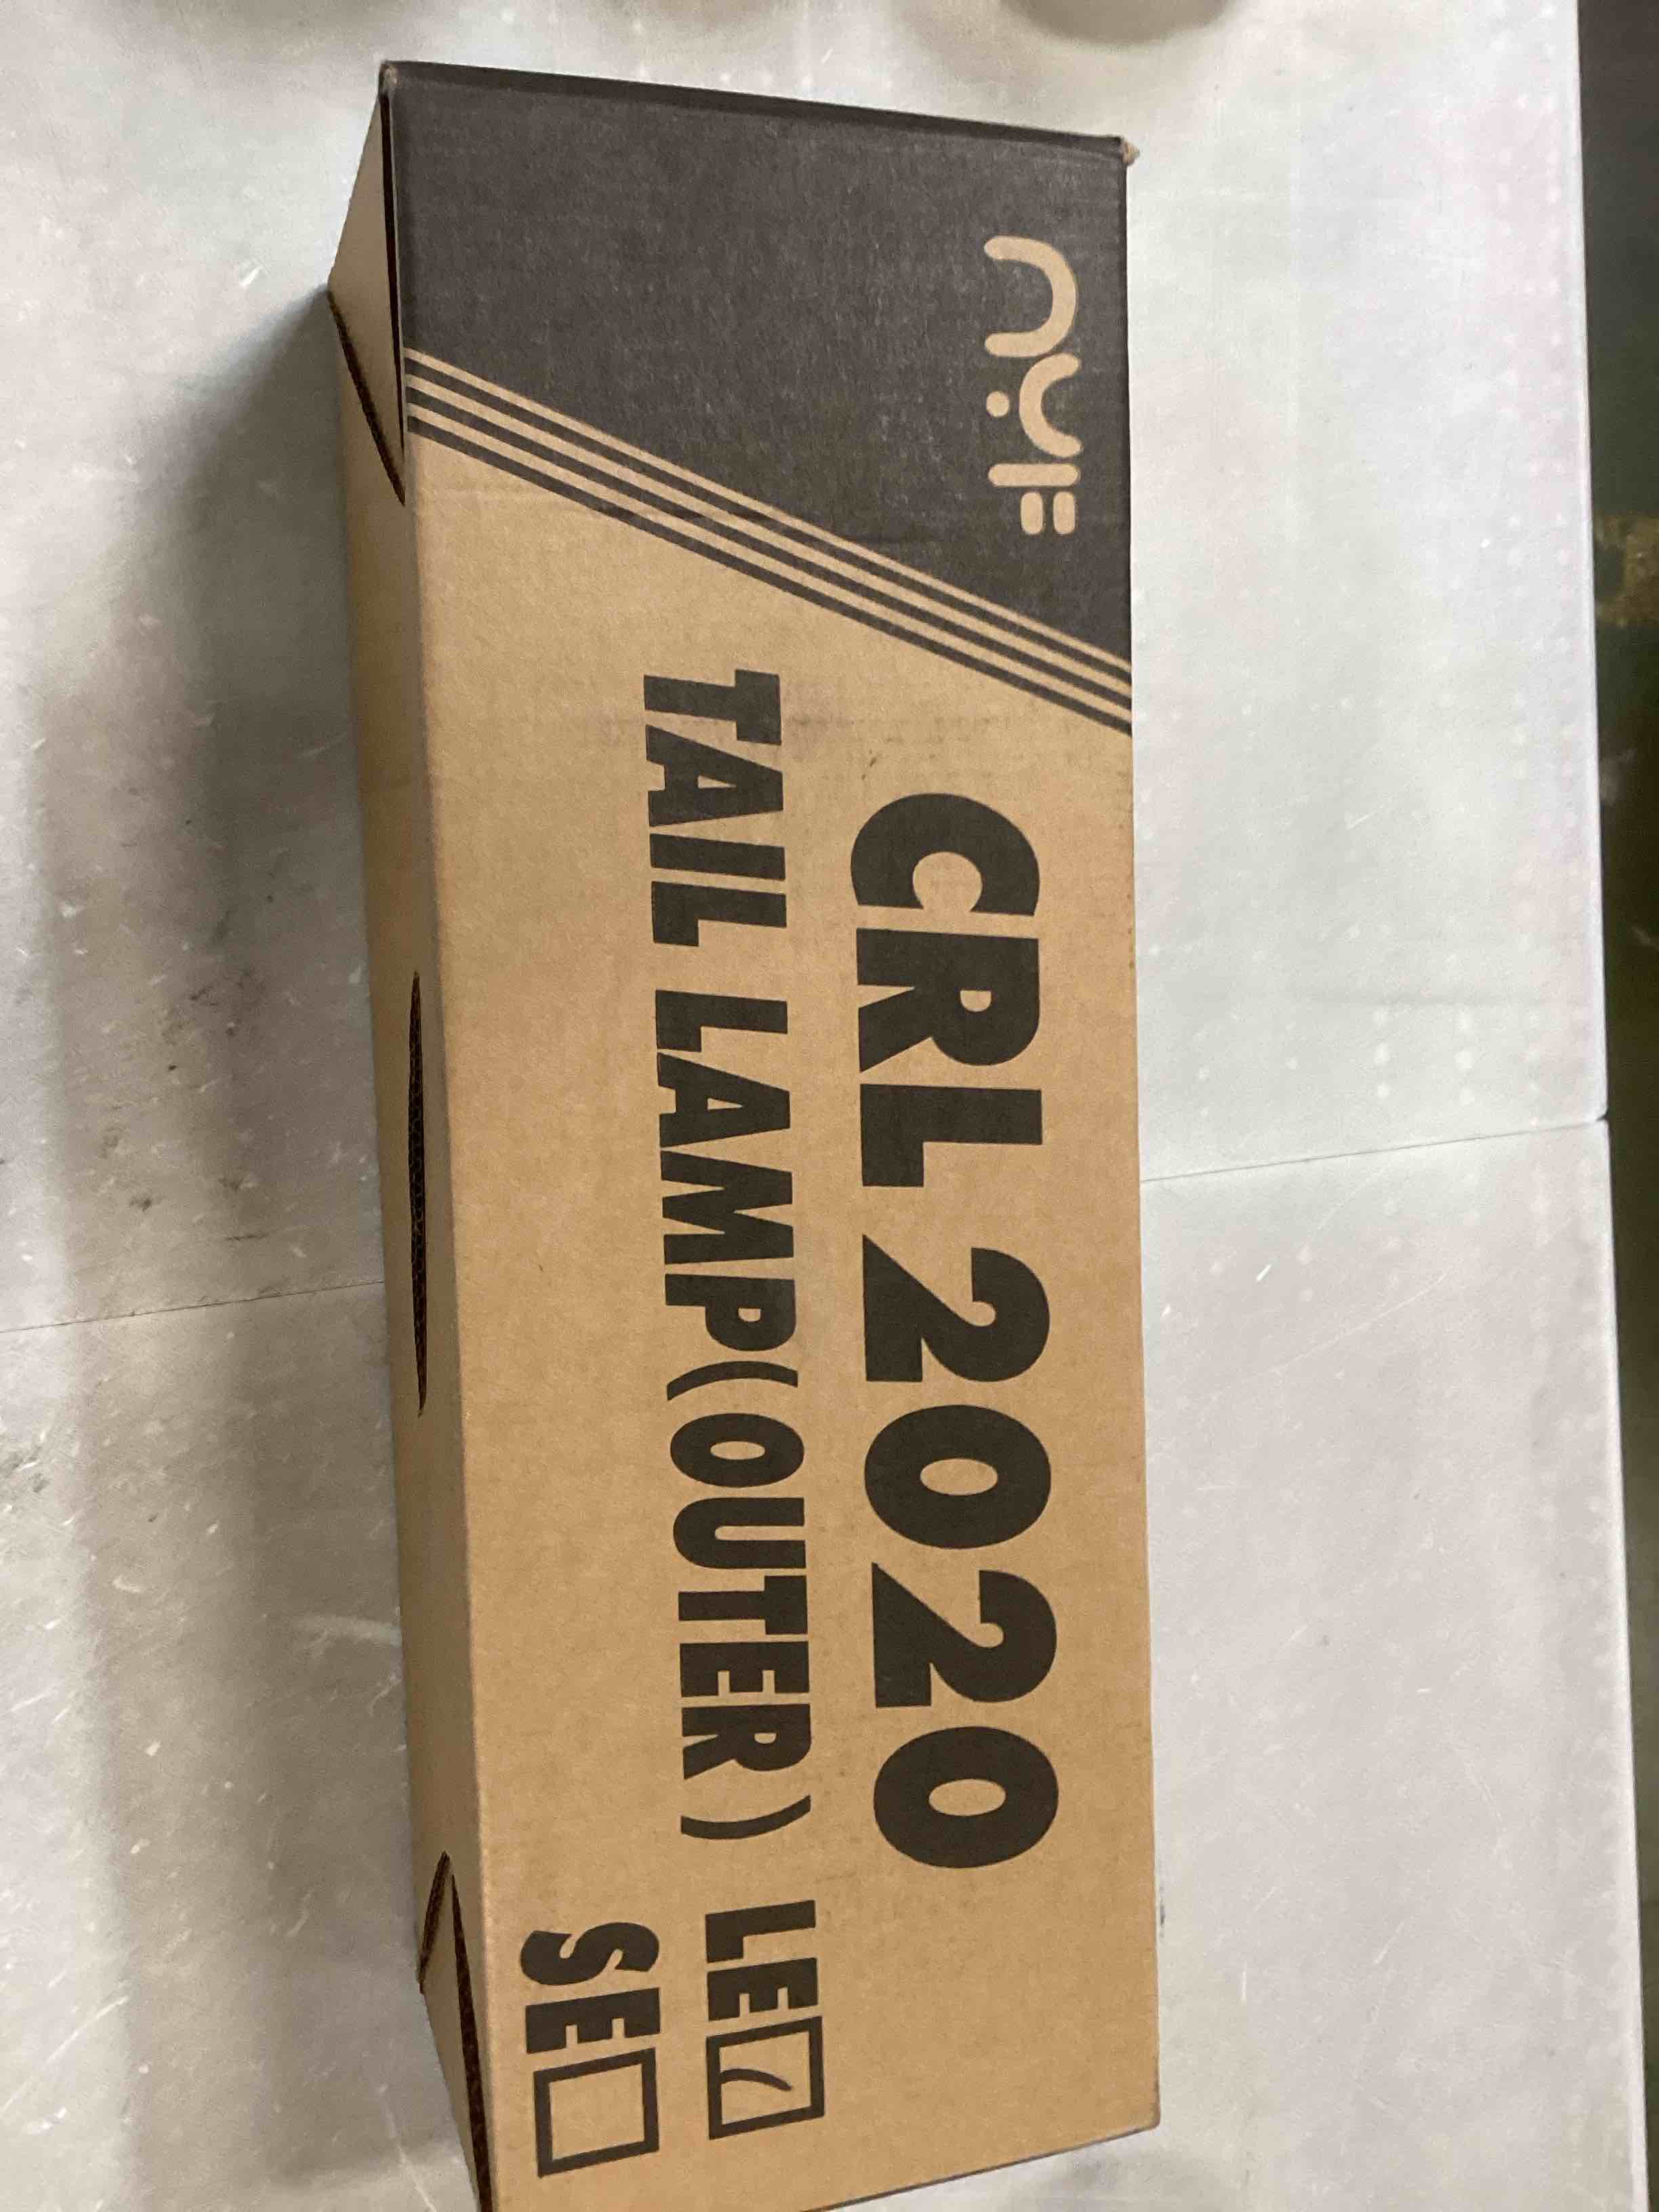 CRL 2020
TAIL LAMP(OUTER) LE
SE